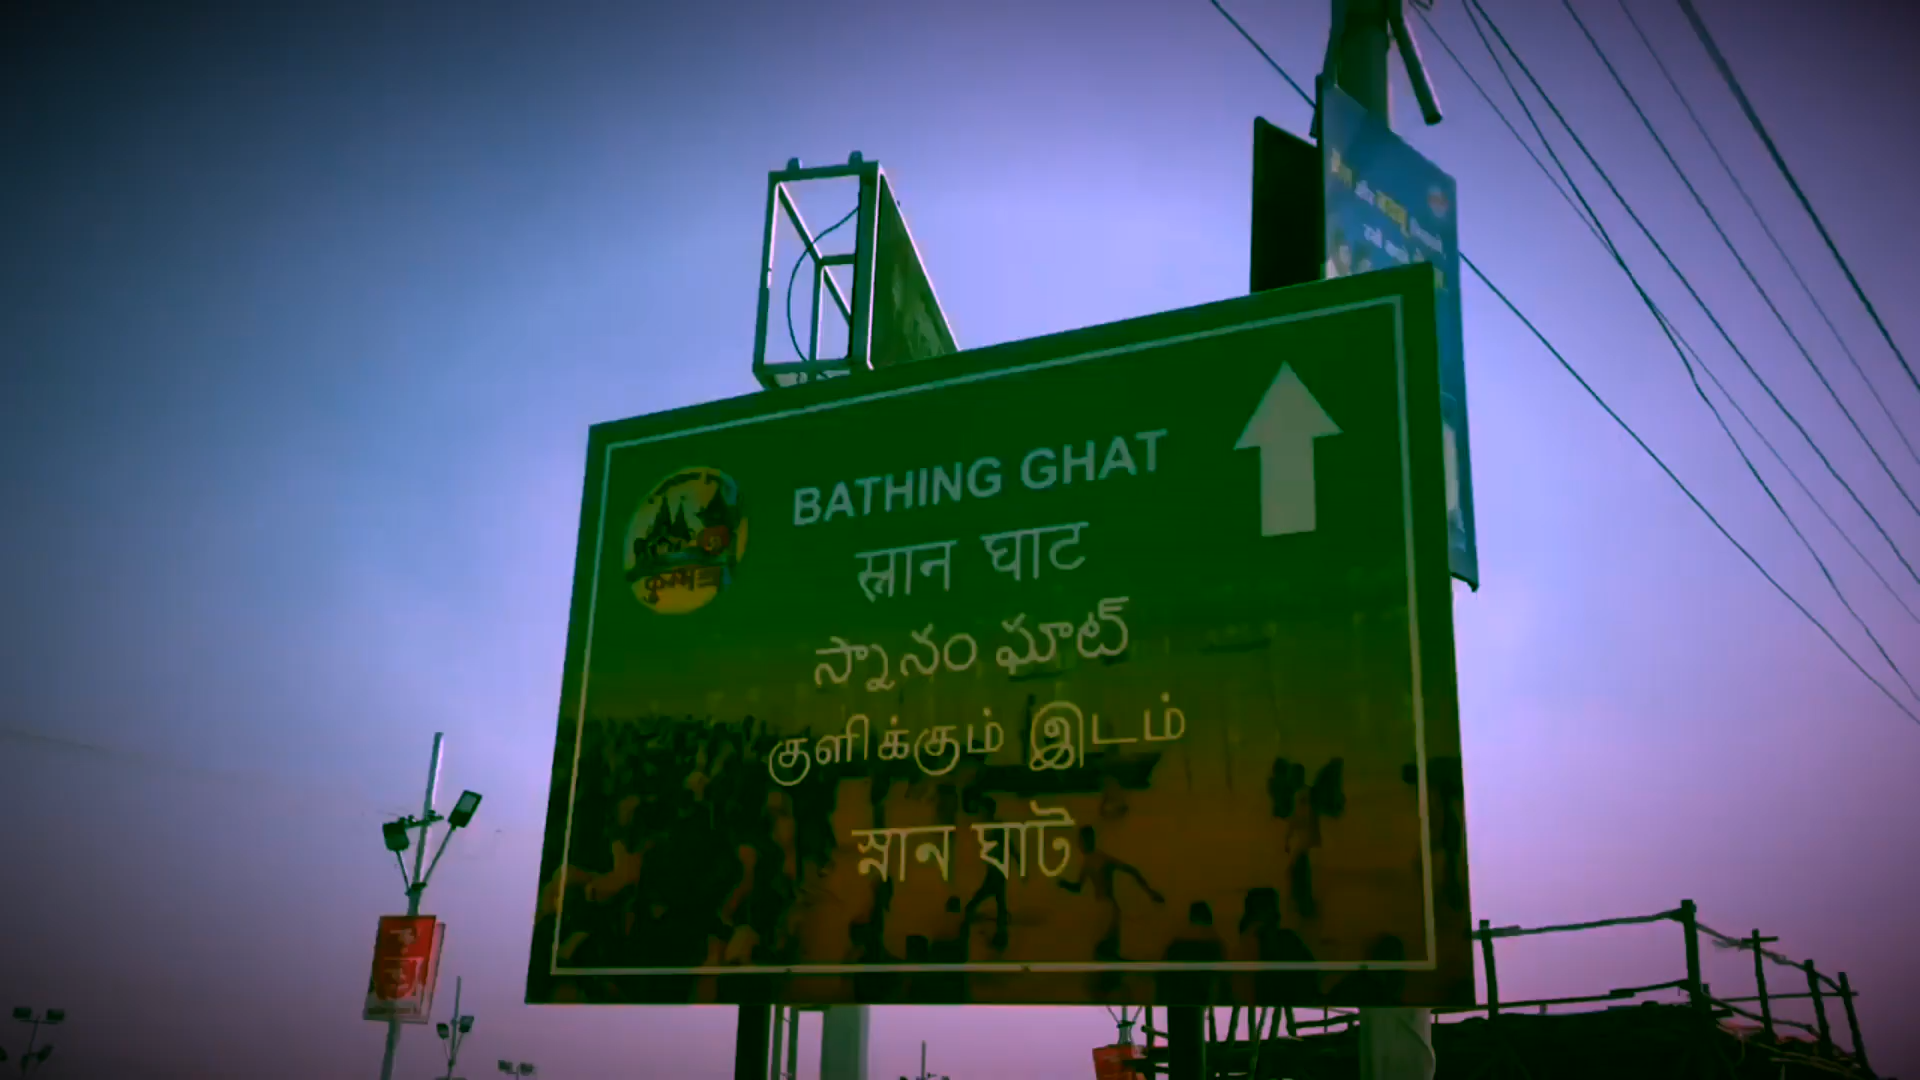 BATHING GHAT
स्नान घाट
స్నానం ఘాట్
குளிக்கும் இடம்
स्नान घाट
कुम्भ